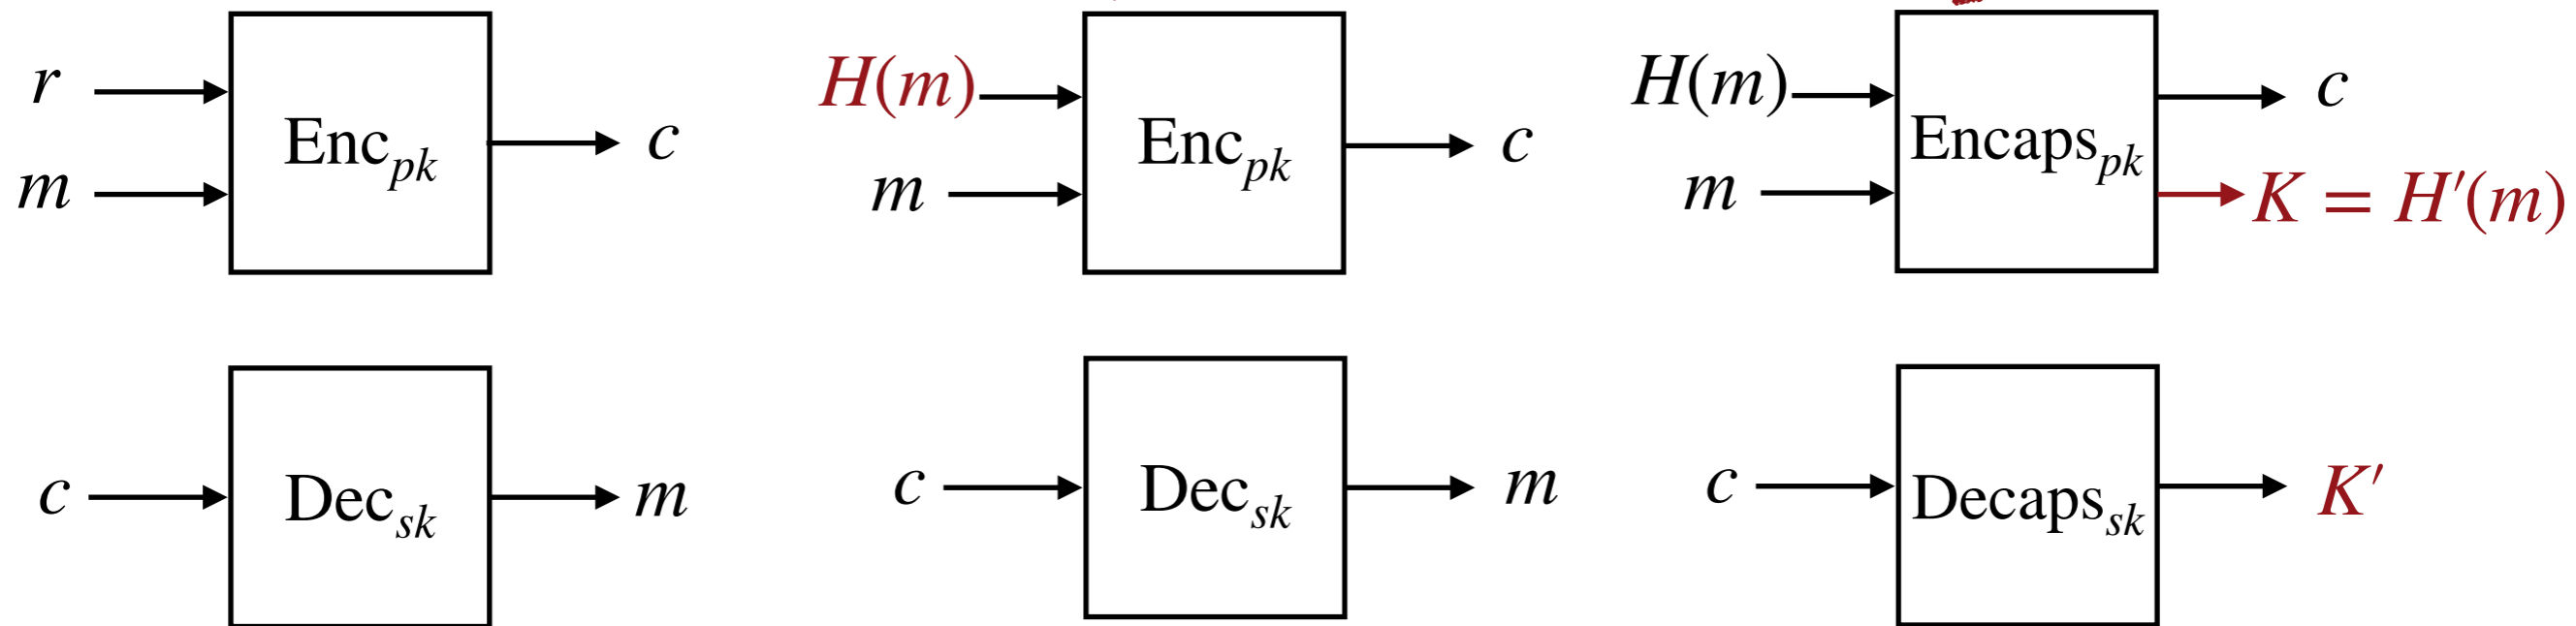 r
m
Enc_pk
c
H(m)
m
Enc_pk
c
H(m)
m
Encaps_pk
c
K = H′(m)
c
Dec_sk
m
c
Dec_sk
m
c
Decaps_sk
K′